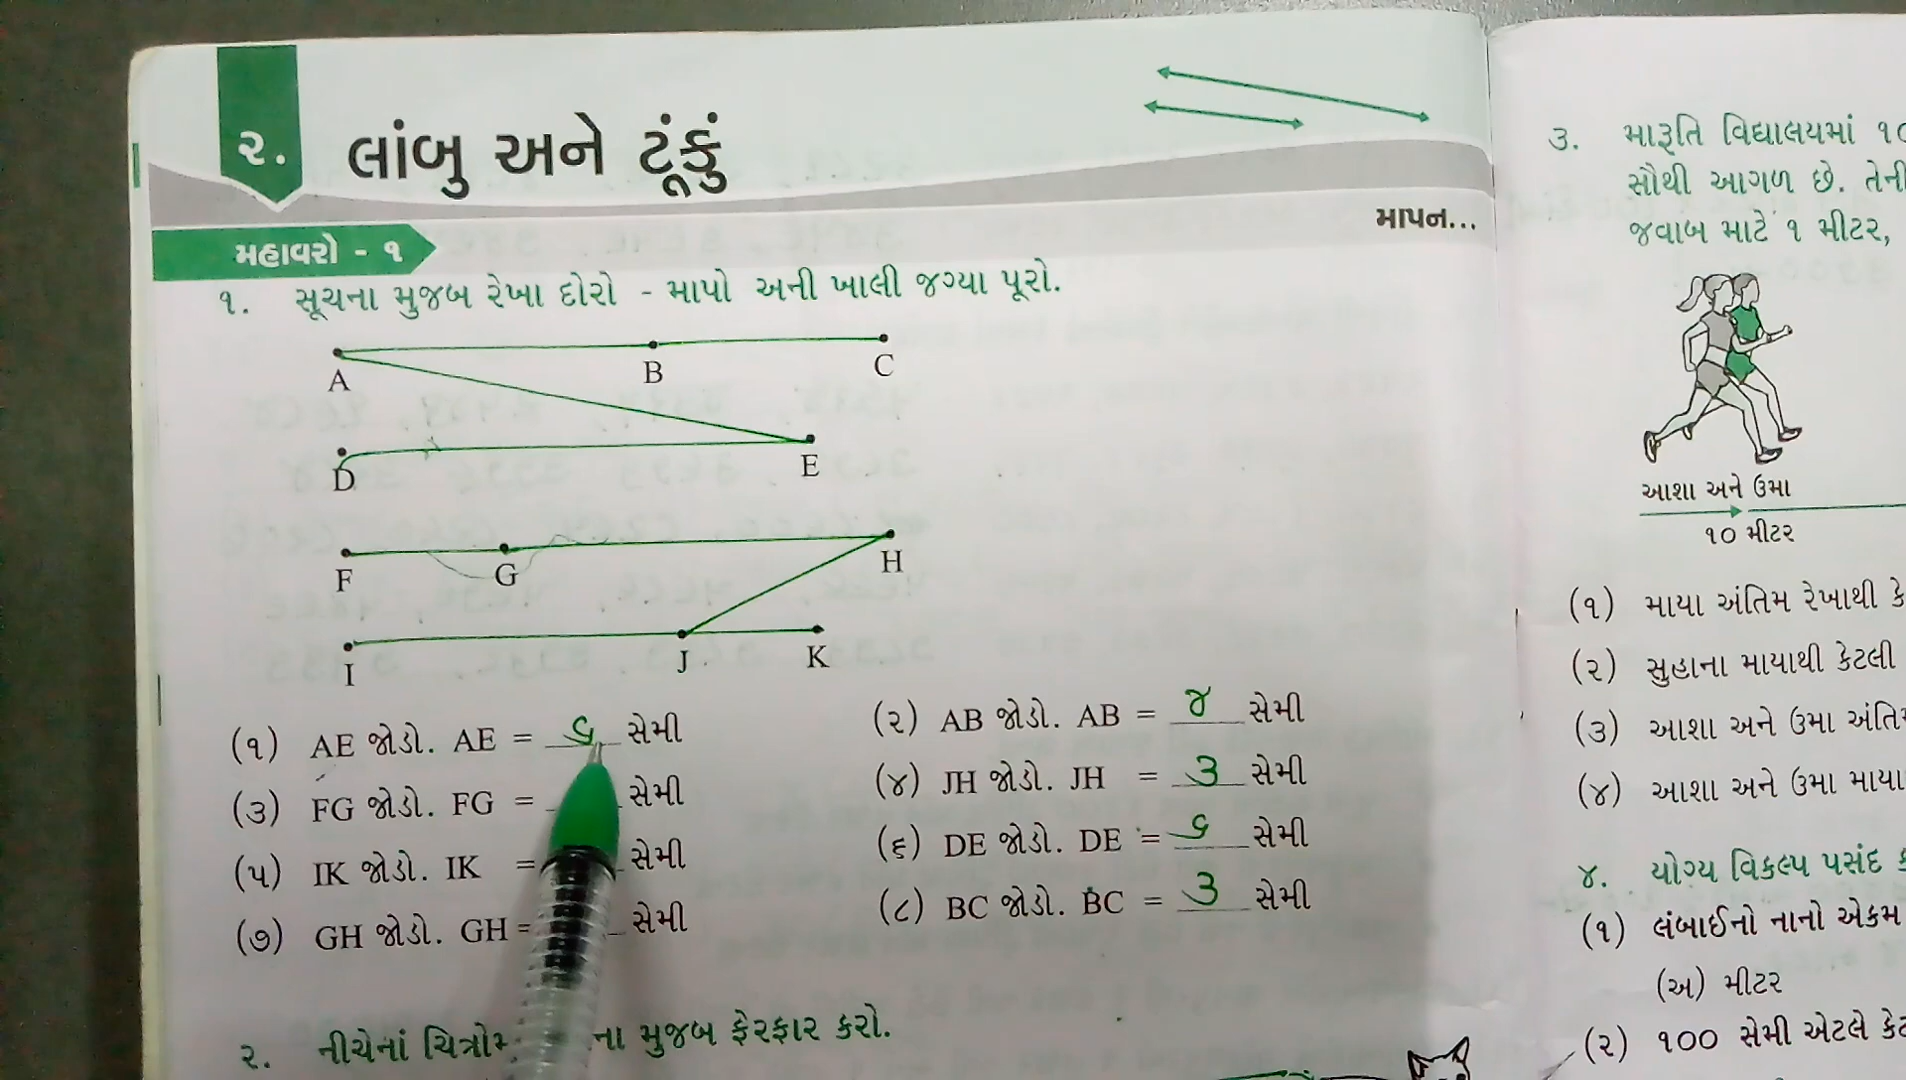 ૨. લાંબુ અને ટૂંકું
માપન...
મહાવરો - ૧
૧. સૂચના મુજબ રેખા દોરો - માપો અની ખાલી જગ્યા પૂરો.
A B C
D E
F G H
I J K
(૧) AE જોડો. AE = ૬ સેમી (૨) AB જોડો. AB = ૪ સેમી
(૩) FG જોડો. FG = સેમી (૪) JH જોડો. JH = ૩ સેમી
(૫) IK જોડો. IK = સેમી (૬) DE જોડો. DE = ૬ સેમી
(૭) GH જોડો. GH = સેમી (૮) BC જોડો. BC = ૩ સેમી
૨. મુજબ ફેરફાર કરો.
૩. મારૂતિ વિદ્યાલયમાં
સૌથી આગળ છે. તેની
જવાબ માટે ૧ મીટર,
આશા અને ઉમા
૧૦ મીટર
(૧) માયા અંતિમ રેખાથી
(૨) સુહાના માયાથી કેટલી
(૩) આશા અને ઉમા
(૪) આશા અને ઉમા માયા
૪. યોગ્ય વિકલ્પ પસંદ
(૧) લંબાઈનો નાનો એકમ
(અ) મીટર
(૨) ૧૦૦ સેમી એટલે